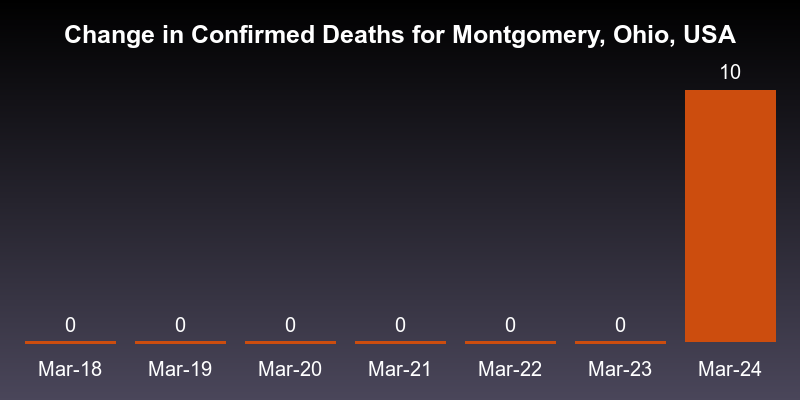 Change in Confirmed Deaths for Montgomery, Ohio, USA
10
0 0 0 0 0 0
Mar-18 Mar-19 Mar-20 Mar-21 Mar-22 Mar-23 Mar-24